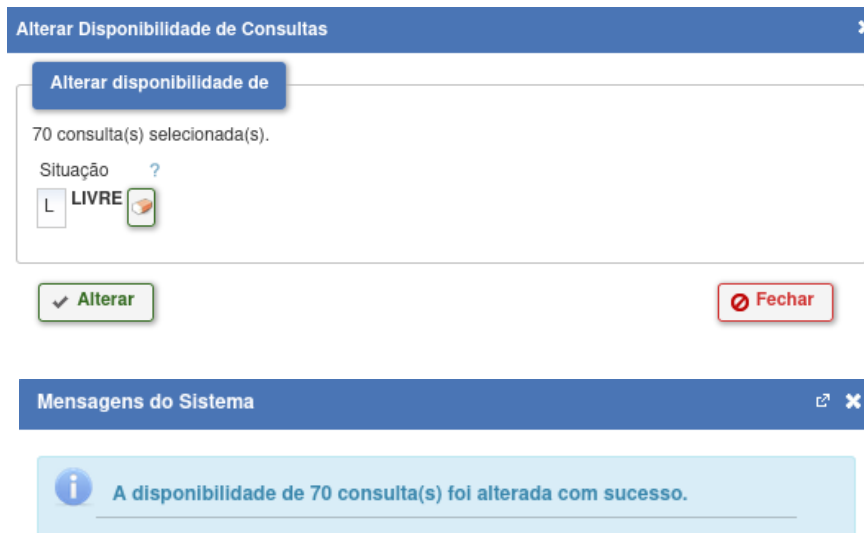 Alterar Disponibilidade de Consultas
Alterar disponibilidade de
70 consulta(s) selecionada(s).
Situação ?
L LIVRE
Alterar Fechar
Mensagens do Sistema
A disponibilidade de 70 consulta(s) foi alterada com sucesso.